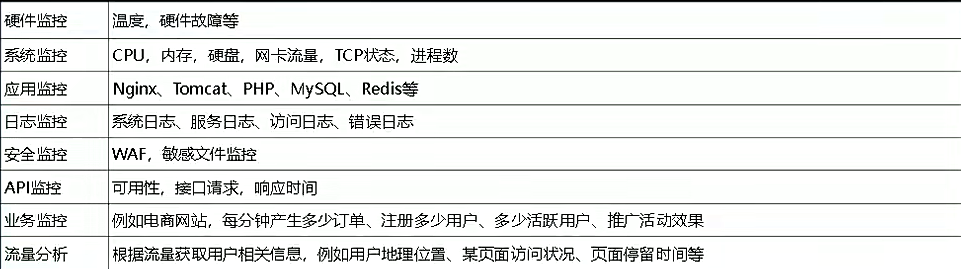 硬件监控 温度，硬件故障等
系统监控 CPU，内存，硬盘，网卡流量，TCP状态，进程数
应用监控 Nginx、Tomcat、PHP、MySQL、Redis等
日志监控 系统日志、服务日志、访问日志、错误日志
安全监控 WAF，敏感文件监控
API监控 可用性，接口请求，响应时间
业务监控 例如电商网站，每分钟产生多少订单、注册多少用户、多少活跃用户、推广活动效果
流量分析 根据流量获取用户相关信息，例如用户地理位置、某页面访问状况、页面停留时间等